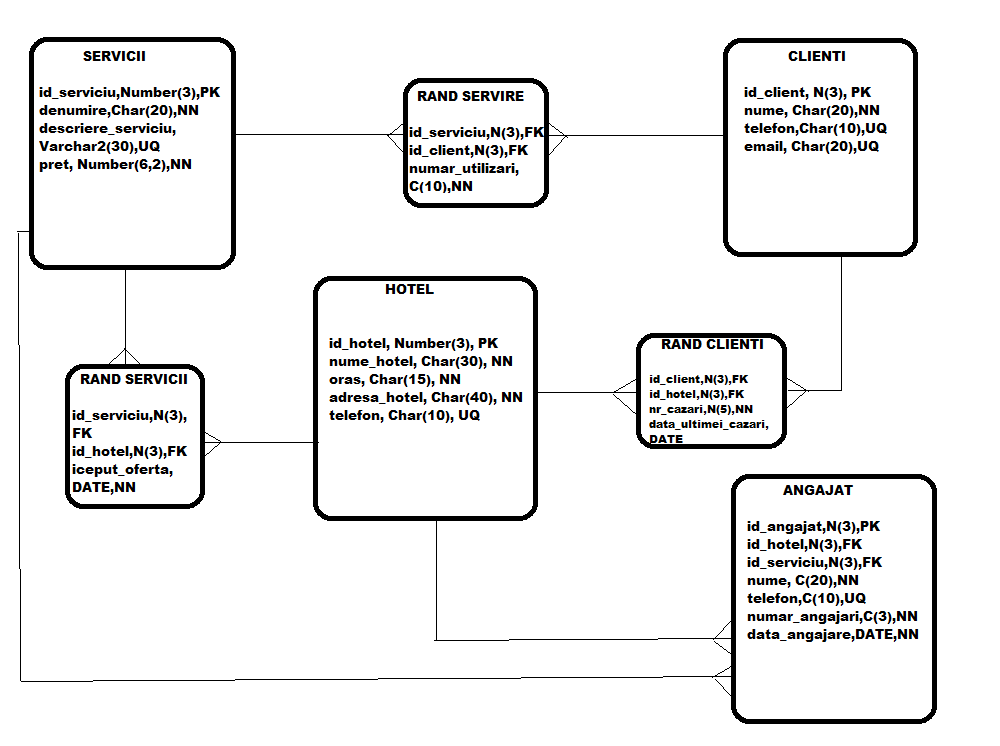 SERVICII
id_serviciu,Number(3),PK
denumire,Char(20),NN
descriere_serviciu,
Varchar2(30),UQ
pret, Number(6,2),NN
RAND SERVIRE
id_serviciu,N(3),FK
id_client,N(3),FK
numar_utilizari,
C(10),NN
CLIENTI
id_client, N(3), PK
nume, Char(20),NN
telefon,Char(10),UQ
email, Char(20),UQ
HOTEL
id_hotel, Number(3), PK
nume_hotel, Char(30), NN
oras, Char(15), NN
adresa_hotel, Char(40), NN
telefon, Char(10), UQ
RAND CLIENTI
id_client,N(3),FK
id_hotel,N(3),FK
nr_cazari,N(5),NN
data_ultimei_cazari,
DATE
RAND SERVICII
id_serviciu,N(3),
FK
id_hotel,N(3),FK
iceput_oferta,
DATE,NN
ANGAJAT
id_angajat,N(3),PK
id_hotel,N(3),FK
id_serviciu,N(3),FK
nume, C(20),NN
telefon,C(10),UQ
numar_angajari,C(3),NN
data_angajare,DATE,NN